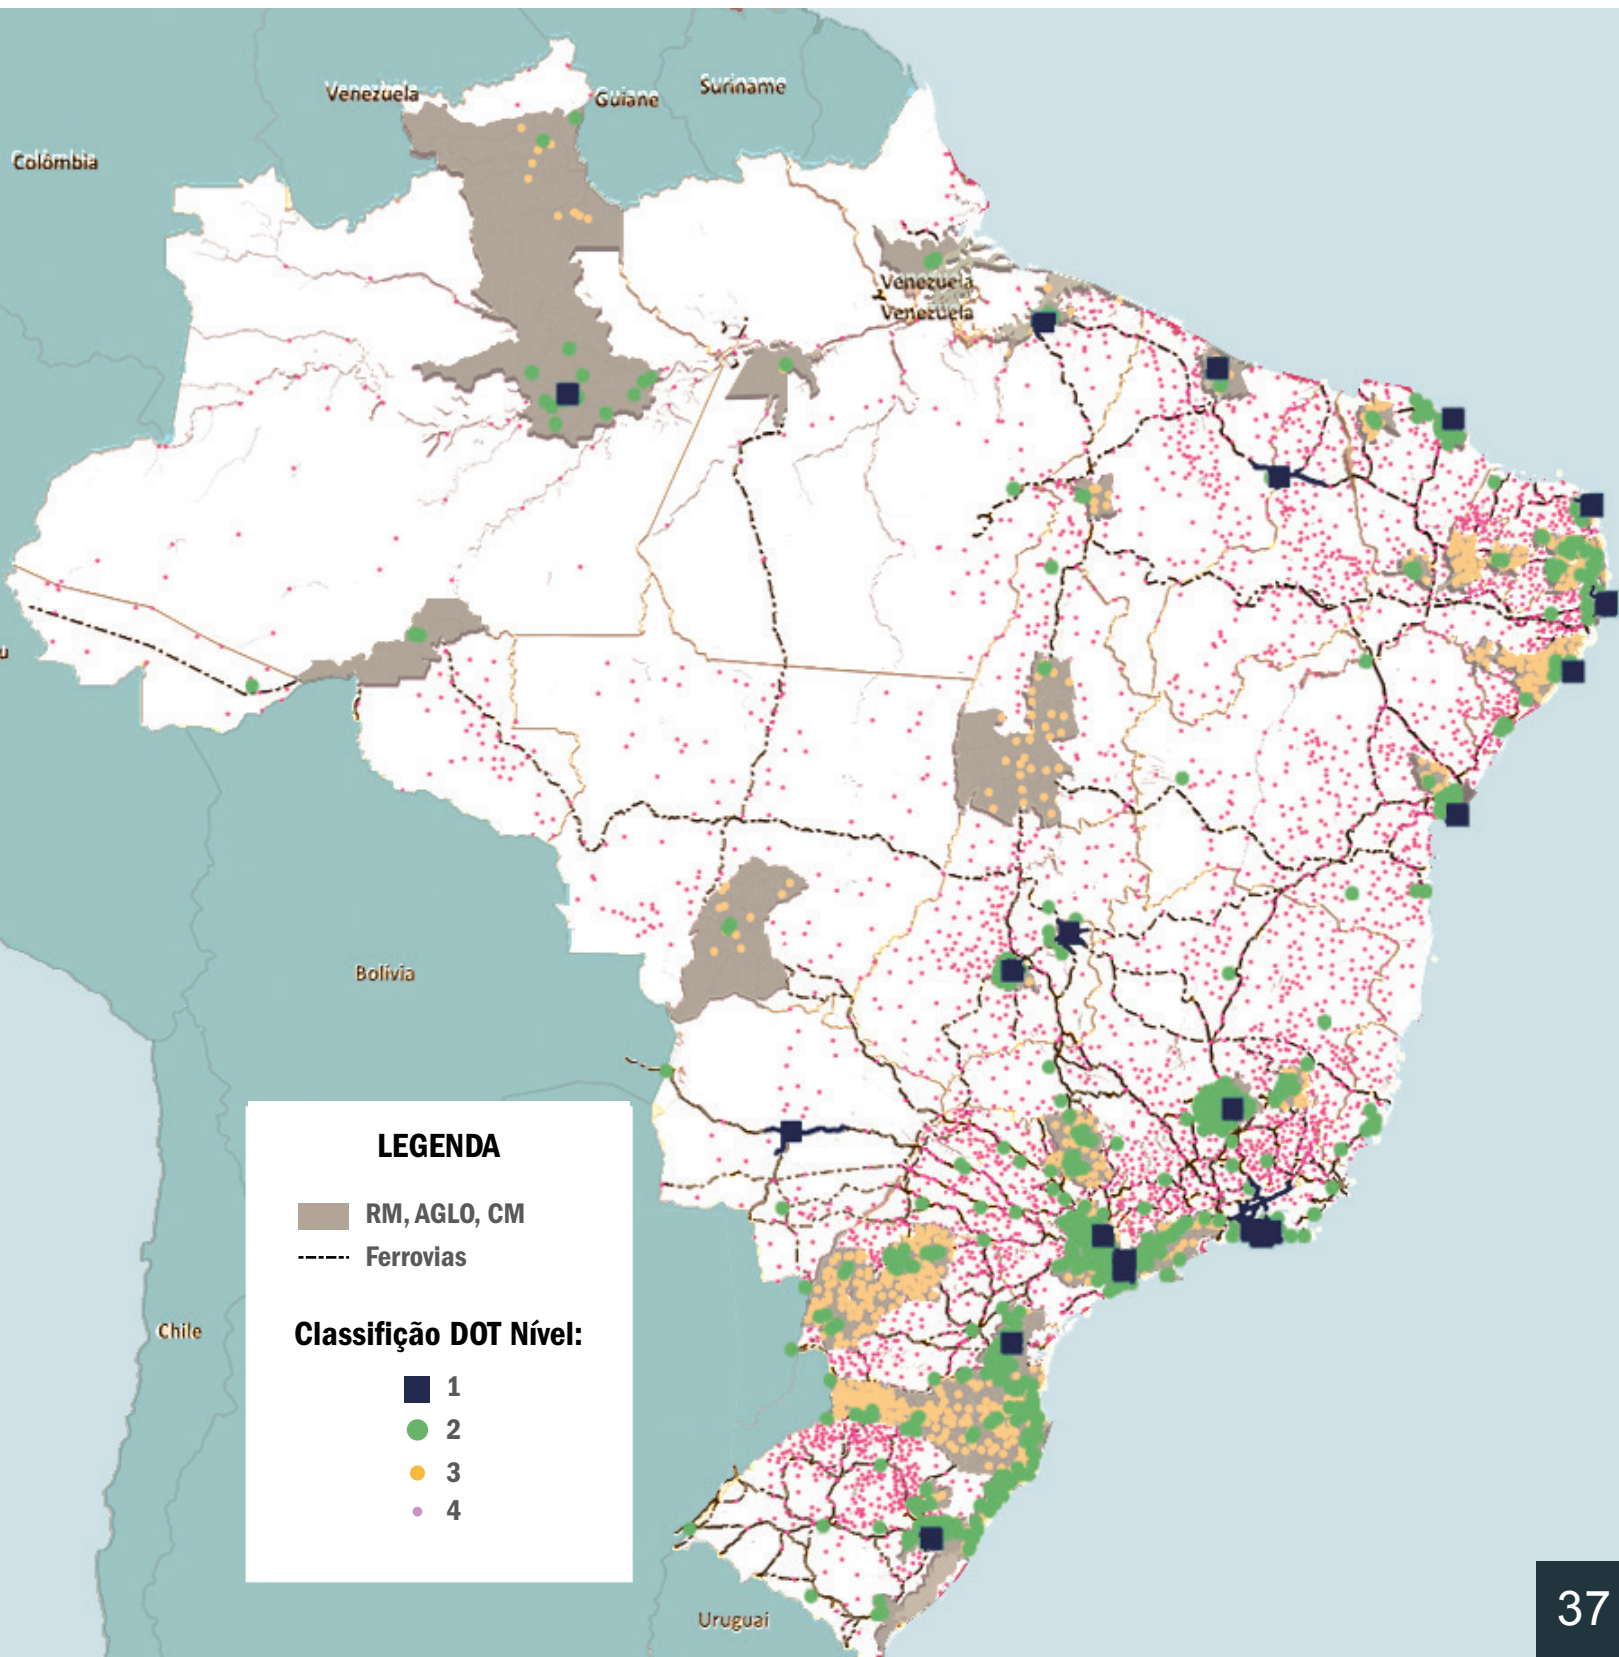 Venezuela
Guiane
Suriname
Colômbia
Venezuela
Venezuela
u
Bolívia
LEGENDA
RM, AGLO, CM
Ferrovias
Classifição DOT Nível:
1
2
3
4
Chile
Uruguai
37